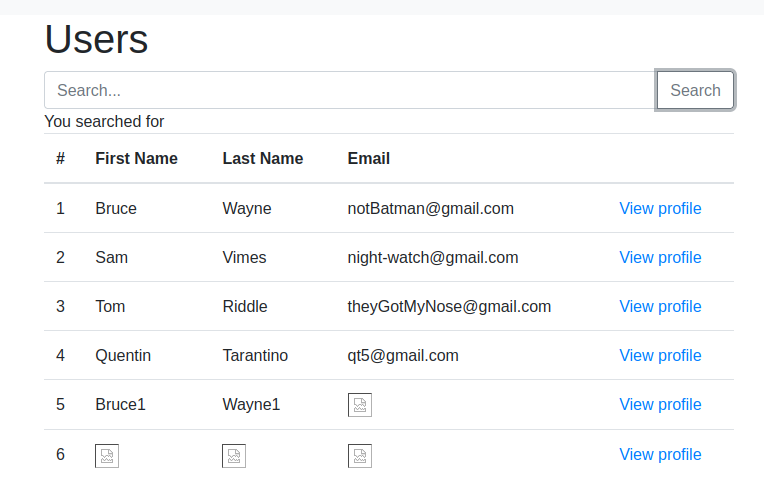 Users
Search... Search
You searched for
# First Name Last Name Email
1 Bruce Wayne notBatman@gmail.com View profile
2 Sam Vimes night-watch@gmail.com View profile
3 Tom Riddle theyGotMyNose@gmail.com View profile
4 Quentin Tarantino qt5@gmail.com View profile
5 Bruce1 Wayne1 View profile
6 View profile